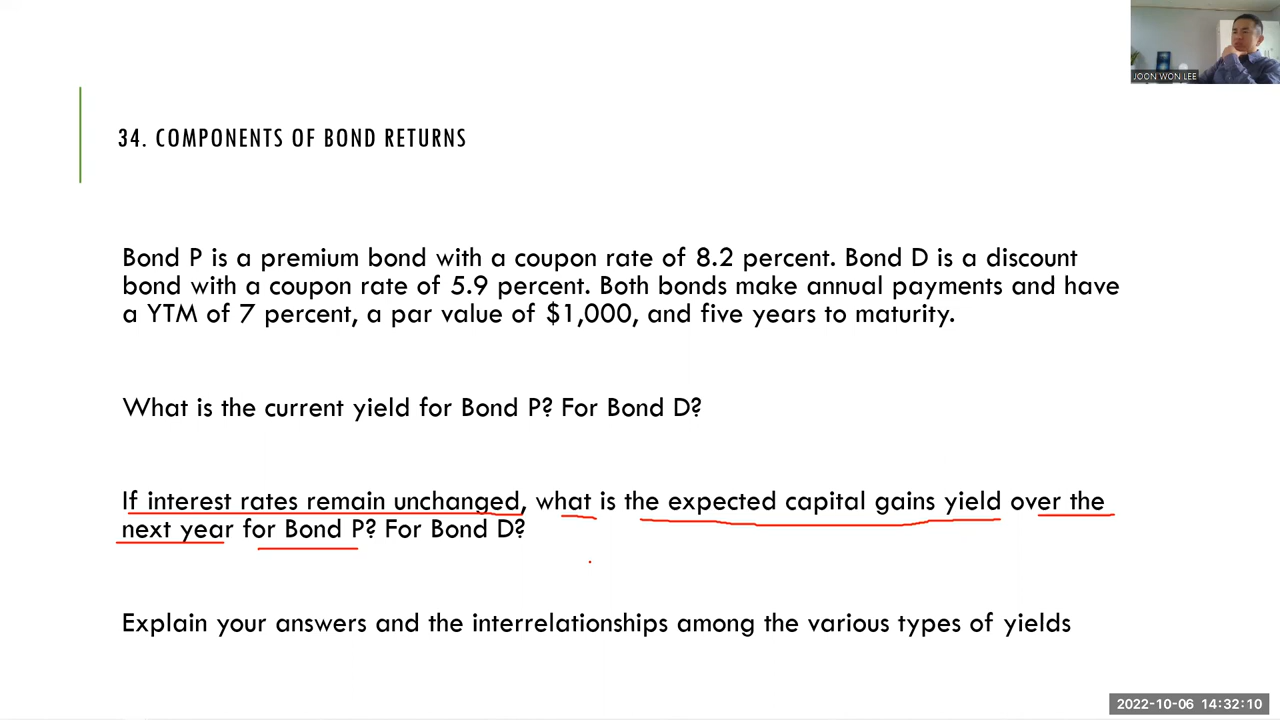 JOON WON LEE
34. COMPONENTS OF BOND RETURNS
Bond P is a premium bond with a coupon rate of 8.2 percent. Bond D is a discount
bond with a coupon rate of 5.9 percent. Both bonds make annual payments and have
a YTM of 7 percent, a par value of $1,000, and five years to maturity.
What is the current yield for Bond P? For Bond D?
If interest rates remain unchanged, what is the expected capital gains yield over the
next year for Bond P? For Bond D?
Explain your answers and the interrelationships among the various types of yields
2022-10-06 14:32:10